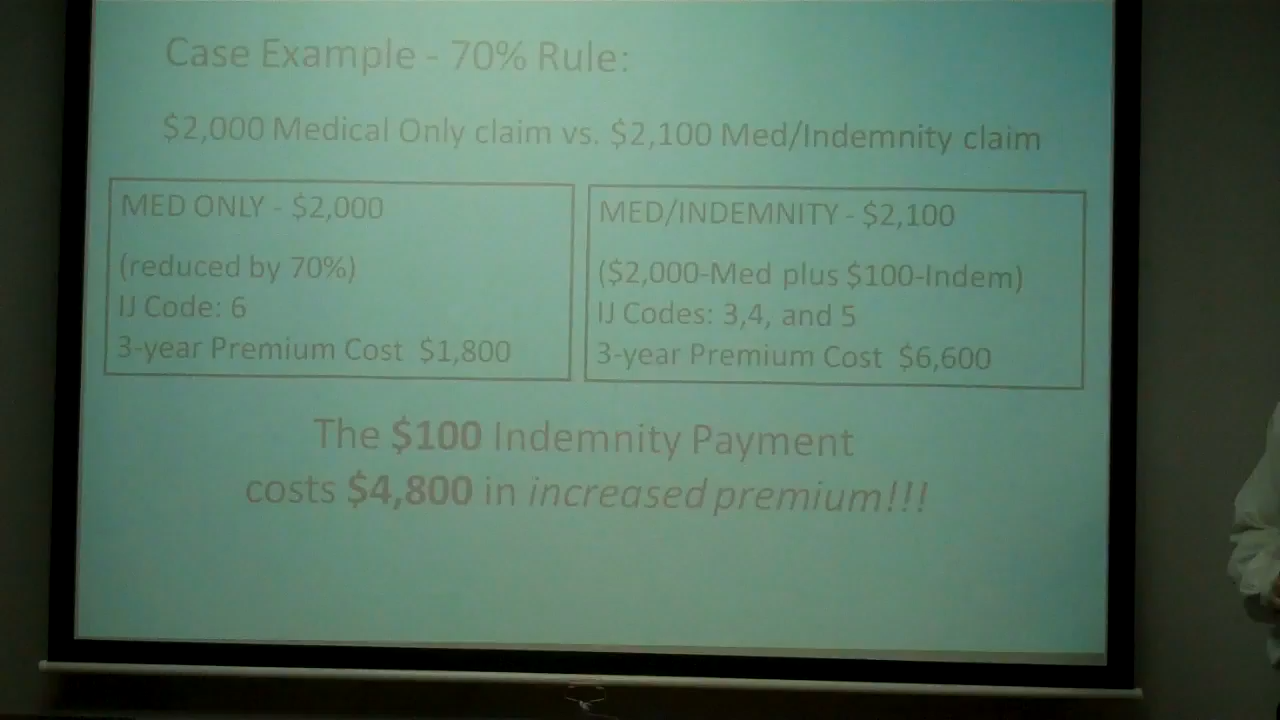 Case Example - 70% Rule:
$2,000 Medical Only claim vs. $2,100 Med/Indemnity claim
MED ONLY - $2,000
(reduced by 70%)
IJ Code: 6
3-year Premium Cost $1,800
MED/INDEMNITY - $2,100
($2,000-Med plus $100-Indem)
IJ Codes: 3,4, and 5
3-year Premium Cost $6,600
The $100 Indemnity Payment
costs $4,800 in increased premium!!!